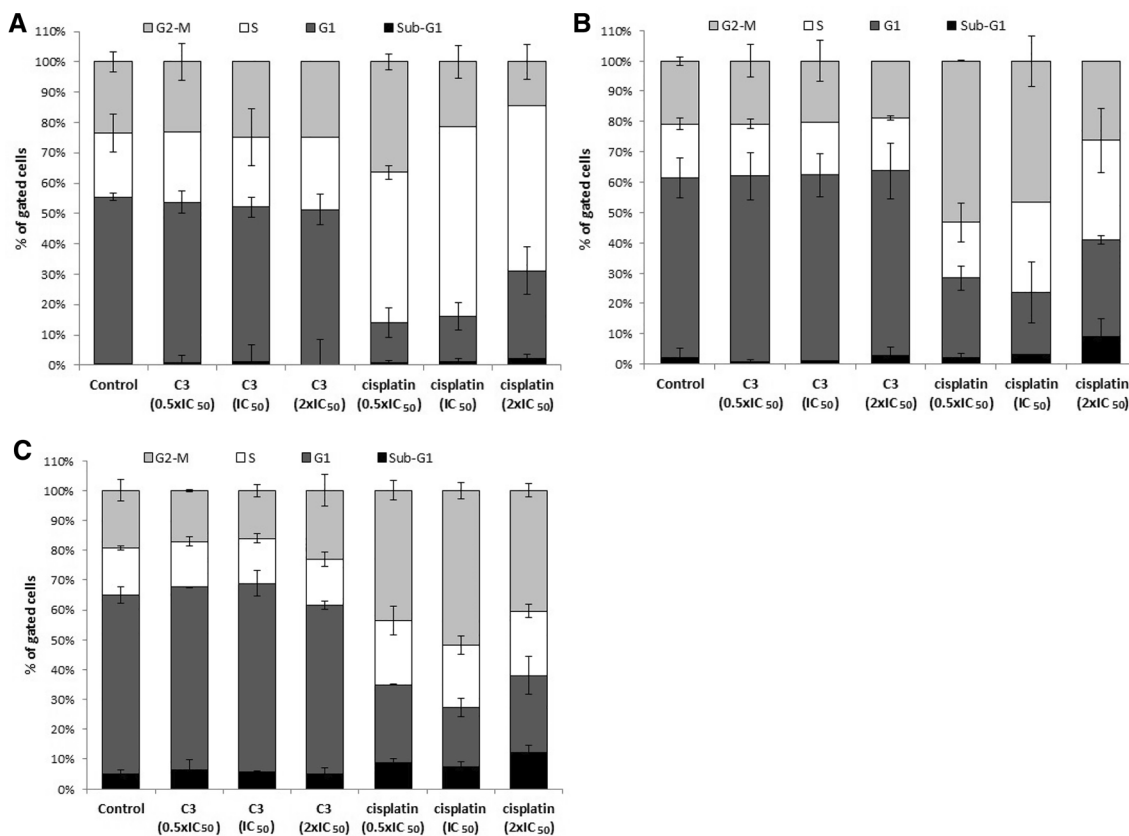 A
G2-M S G1 Sub-G1
% of gated cells
110%
100%
90%
80%
70%
60%
50%
40%
30%
20%
10%
0%
Control C3 C3 C3 cisplatin cisplatin cisplatin
(0.5xIC50) (IC50) (2xIC50) (0.5xIC50) (IC50) (2xIC50)
B
G2-M S G1 Sub-G1
% of gated cells
110%
100%
90%
80%
70%
60%
50%
40%
30%
20%
10%
0%
Control C3 C3 C3 cisplatin cisplatin cisplatin
(0.5xIC50) (IC50) (2xIC50) (0.5xIC50) (IC50) (2xIC50)
C
G2-M S G1 Sub-G1
% of gated cells
110%
100%
90%
80%
70%
60%
50%
40%
30%
20%
10%
0%
Control C3 C3 C3 cisplatin cisplatin cisplatin
(0.5xIC50) (IC50) (2xIC50) (0.5xIC50) (IC50) (2xIC50)